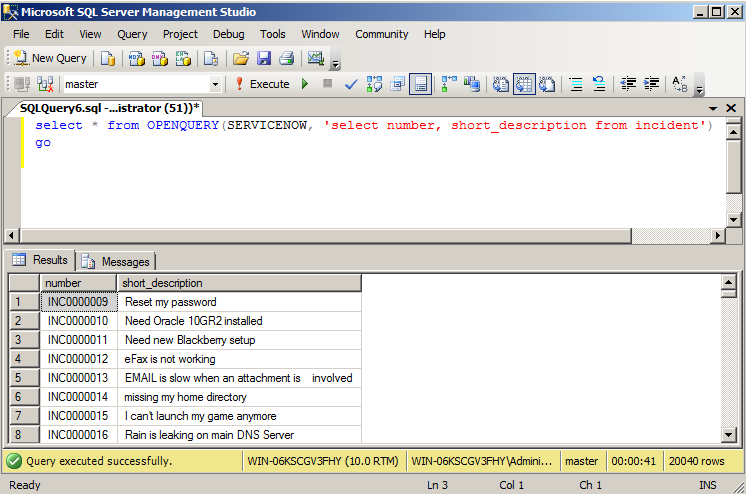 Microsoft SQL Server Management Studio
File Edit View Query Project Debug Tools Window Community Help
New Query
master Execute
SQLQuery6.sql -...istrator (51))*
select * from OPENQUERY(SERVICENOW, 'select number, short_description from incident')
go
Results Messages
number short_description
1 INC0000009 Reset my password
2 INC0000010 Need Oracle 10GR2 installed
3 INC0000011 Need new Blackberry setup
4 INC0000012 eFax is not working
5 INC0000013 EMAIL is slow when an attachment is involved
6 INC0000014 missing my home directory
7 INC0000015 I can't launch my game anymore
8 INC0000016 Rain is leaking on main DNS Server
Query executed successfully. WIN-06KSCGV3FHY (10.0 RTM) WIN-06KSCGV3FHY\Admini... master 00:00:41 20040 rows
Ready Ln 3 Col 1 Ch 1 INS